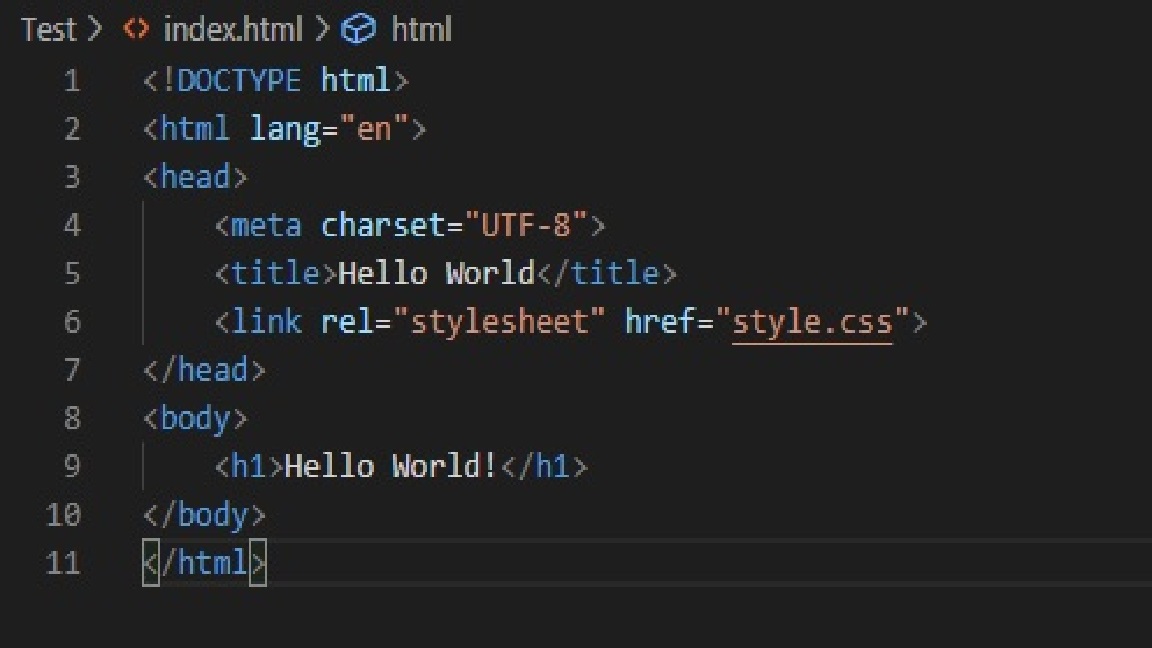 Test > index.html > html
1 <!DOCTYPE html>
2 <html lang="en">
3 <head>
4     <meta charset="UTF-8">
5     <title>Hello World</title>
6     <link rel="stylesheet" href="style.css">
7 </head>
8 <body>
9     <h1>Hello World!</h1>
10 </body>
11 </html>